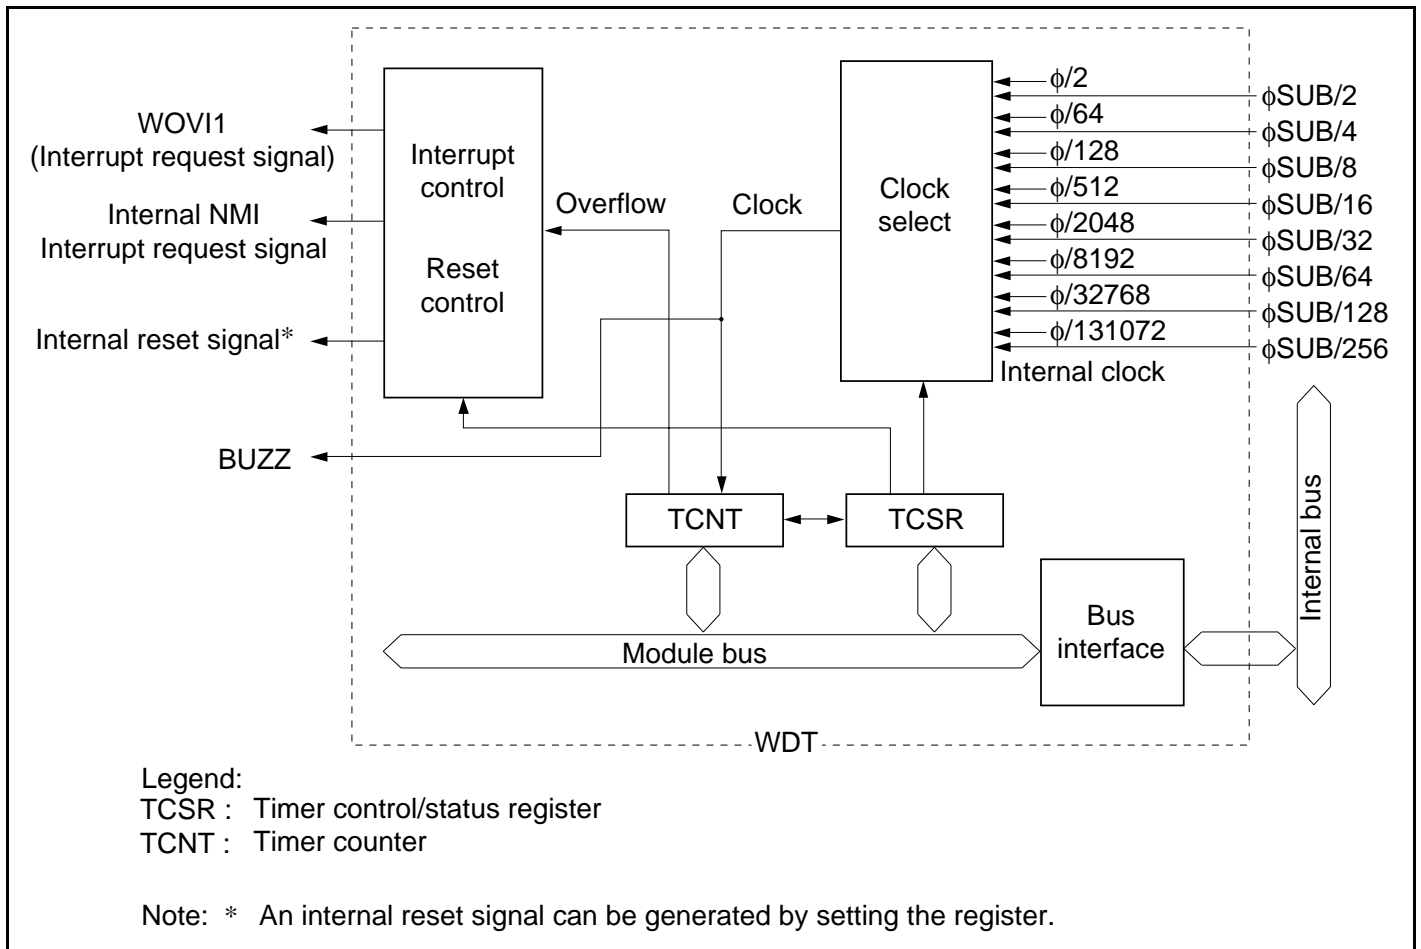 WOVI1
(Interrupt request signal)
Internal NMI
Interrupt request signal
Internal reset signal*
BUZZ
Interrupt
control
Reset
control
Overflow
Clock
Clock
select
ϕ/2
ϕSUB/2
ϕ/64
ϕSUB/4
ϕ/128
ϕSUB/8
ϕ/512
ϕSUB/16
ϕ/2048
ϕSUB/32
ϕ/8192
ϕSUB/64
ϕ/32768
ϕSUB/128
ϕ/131072
ϕSUB/256
Internal clock
TCNT
TCSR
Internal bus
Module bus
Bus
interface
WDT
Legend:
TCSR : Timer control/status register
TCNT : Timer counter
Note: * An internal reset signal can be generated by setting the register.